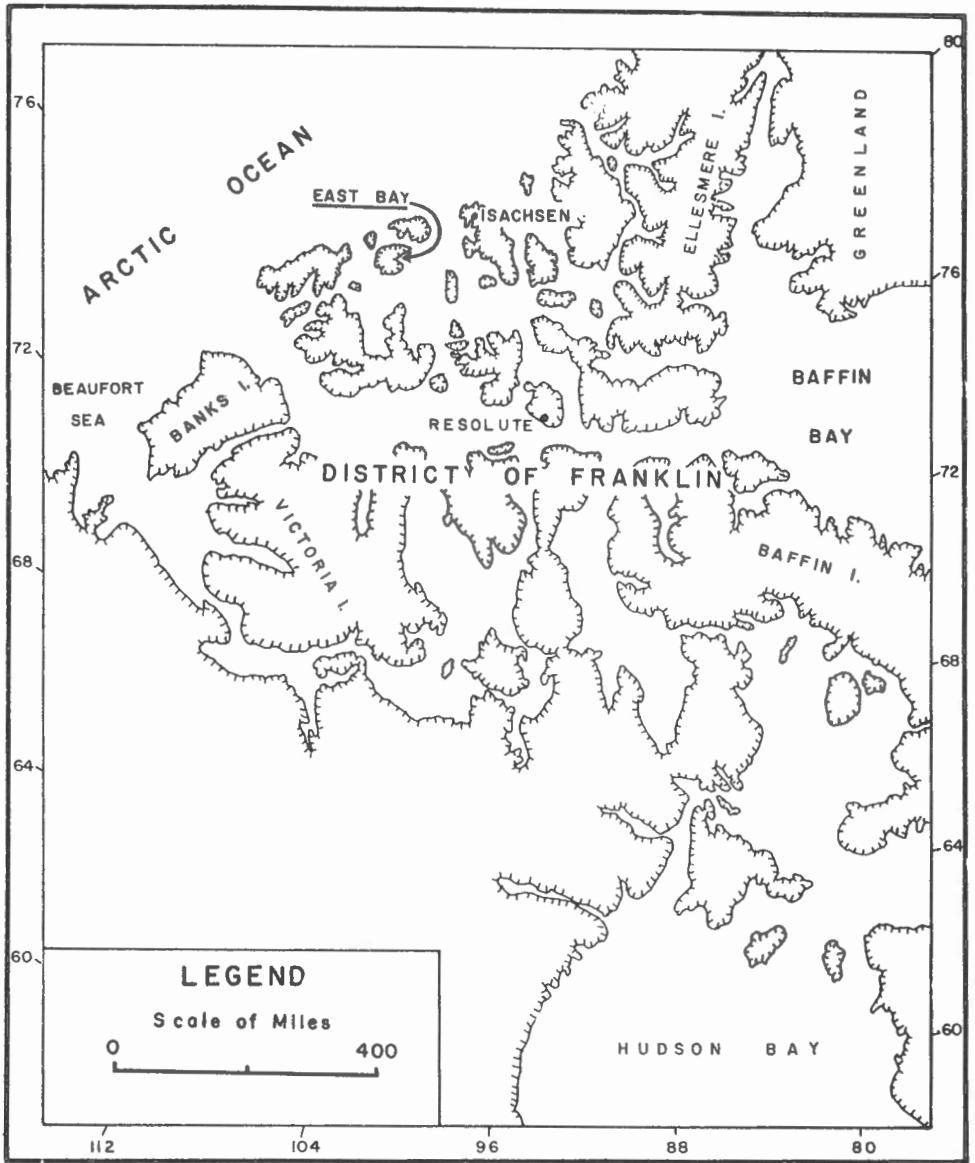 80
76
ARCTIC OCEAN
EAST BAY
ISACHSEN
ELLESMERE I.
GREENLAND
76
72
BEAUFORT
SEA
BANKS I.
BAFFIN
BAY
RESOLUTE
DISTRICT OF FRANKLIN
72
VICTORIA I.
BAFFIN I.
68
68
64
64
60
LEGEND
Scale of Miles
0 400
60
HUDSON BAY
112 104 96 88 80